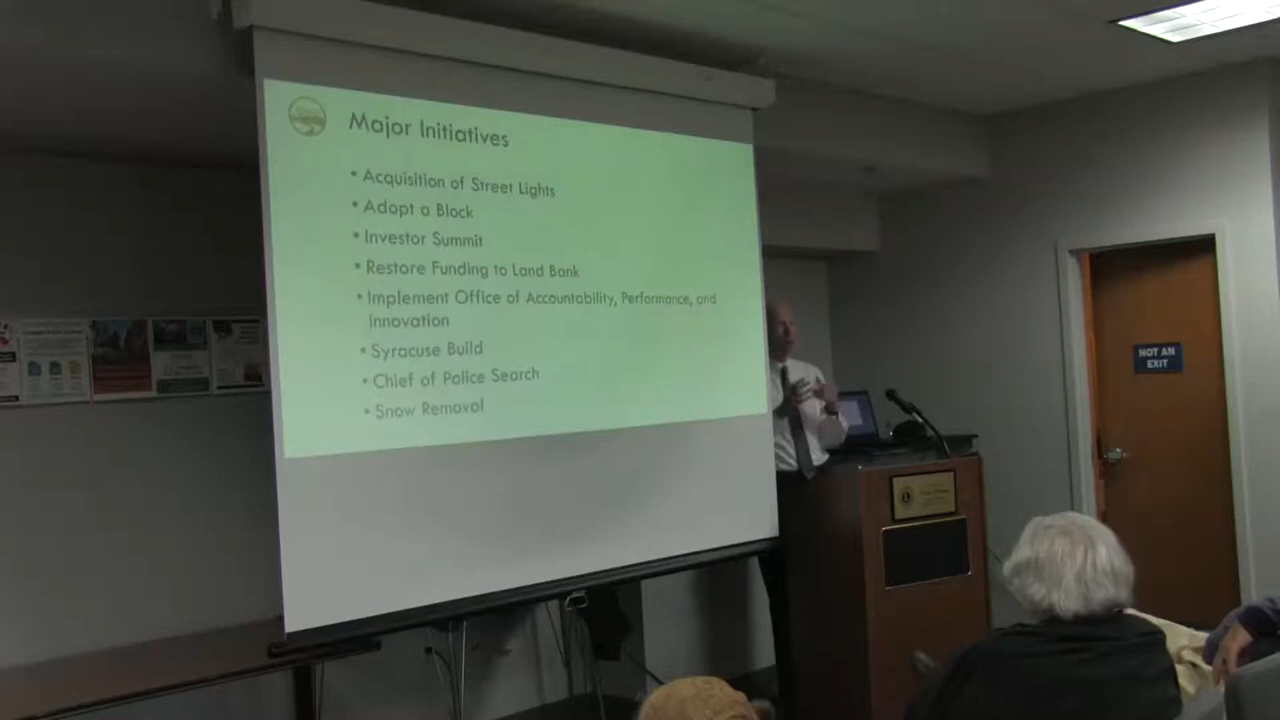 Major Initiatives
• Acquisition of Street Lights
• Adopt a Block
• Investor Summit
• Restore Funding to Land Bank
• Implement Office of Accountability, Performance, and
Innovation
• Syracuse Build
• Chief of Police Search
• Snow Removal
NOT AN
EXIT